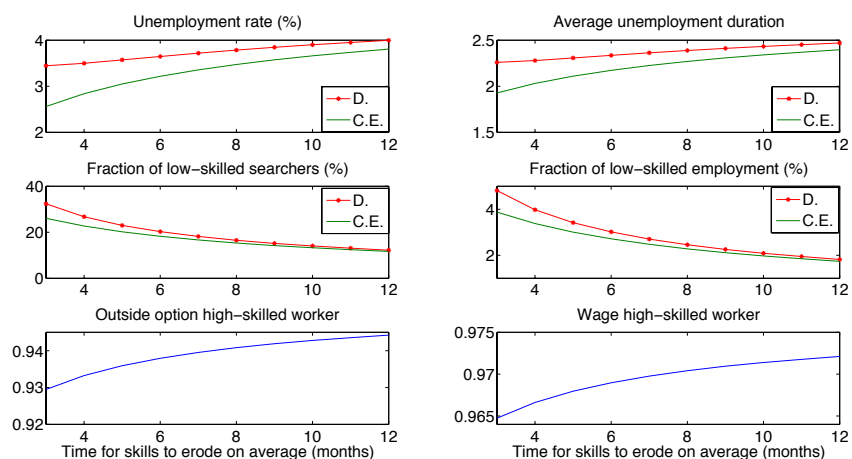 Unemployment rate (%)
4
3
2
4 6 8 10 12
D.
C.E.
Average unemployment duration
2.5
2
1.5
4 6 8 10 12
D.
C.E.
Fraction of low−skilled searchers (%)
40
20
0
4 6 8 10 12
D.
C.E.
Fraction of low−skilled employment (%)
4
2
4 6 8 10 12
D.
C.E.
Outside option high−skilled worker
0.94
0.93
0.92
4 6 8 10 12
Time for skills to erode on average (months)
Wage high−skilled worker
0.975
0.97
0.965
4 6 8 10 12
Time for skills to erode on average (months)